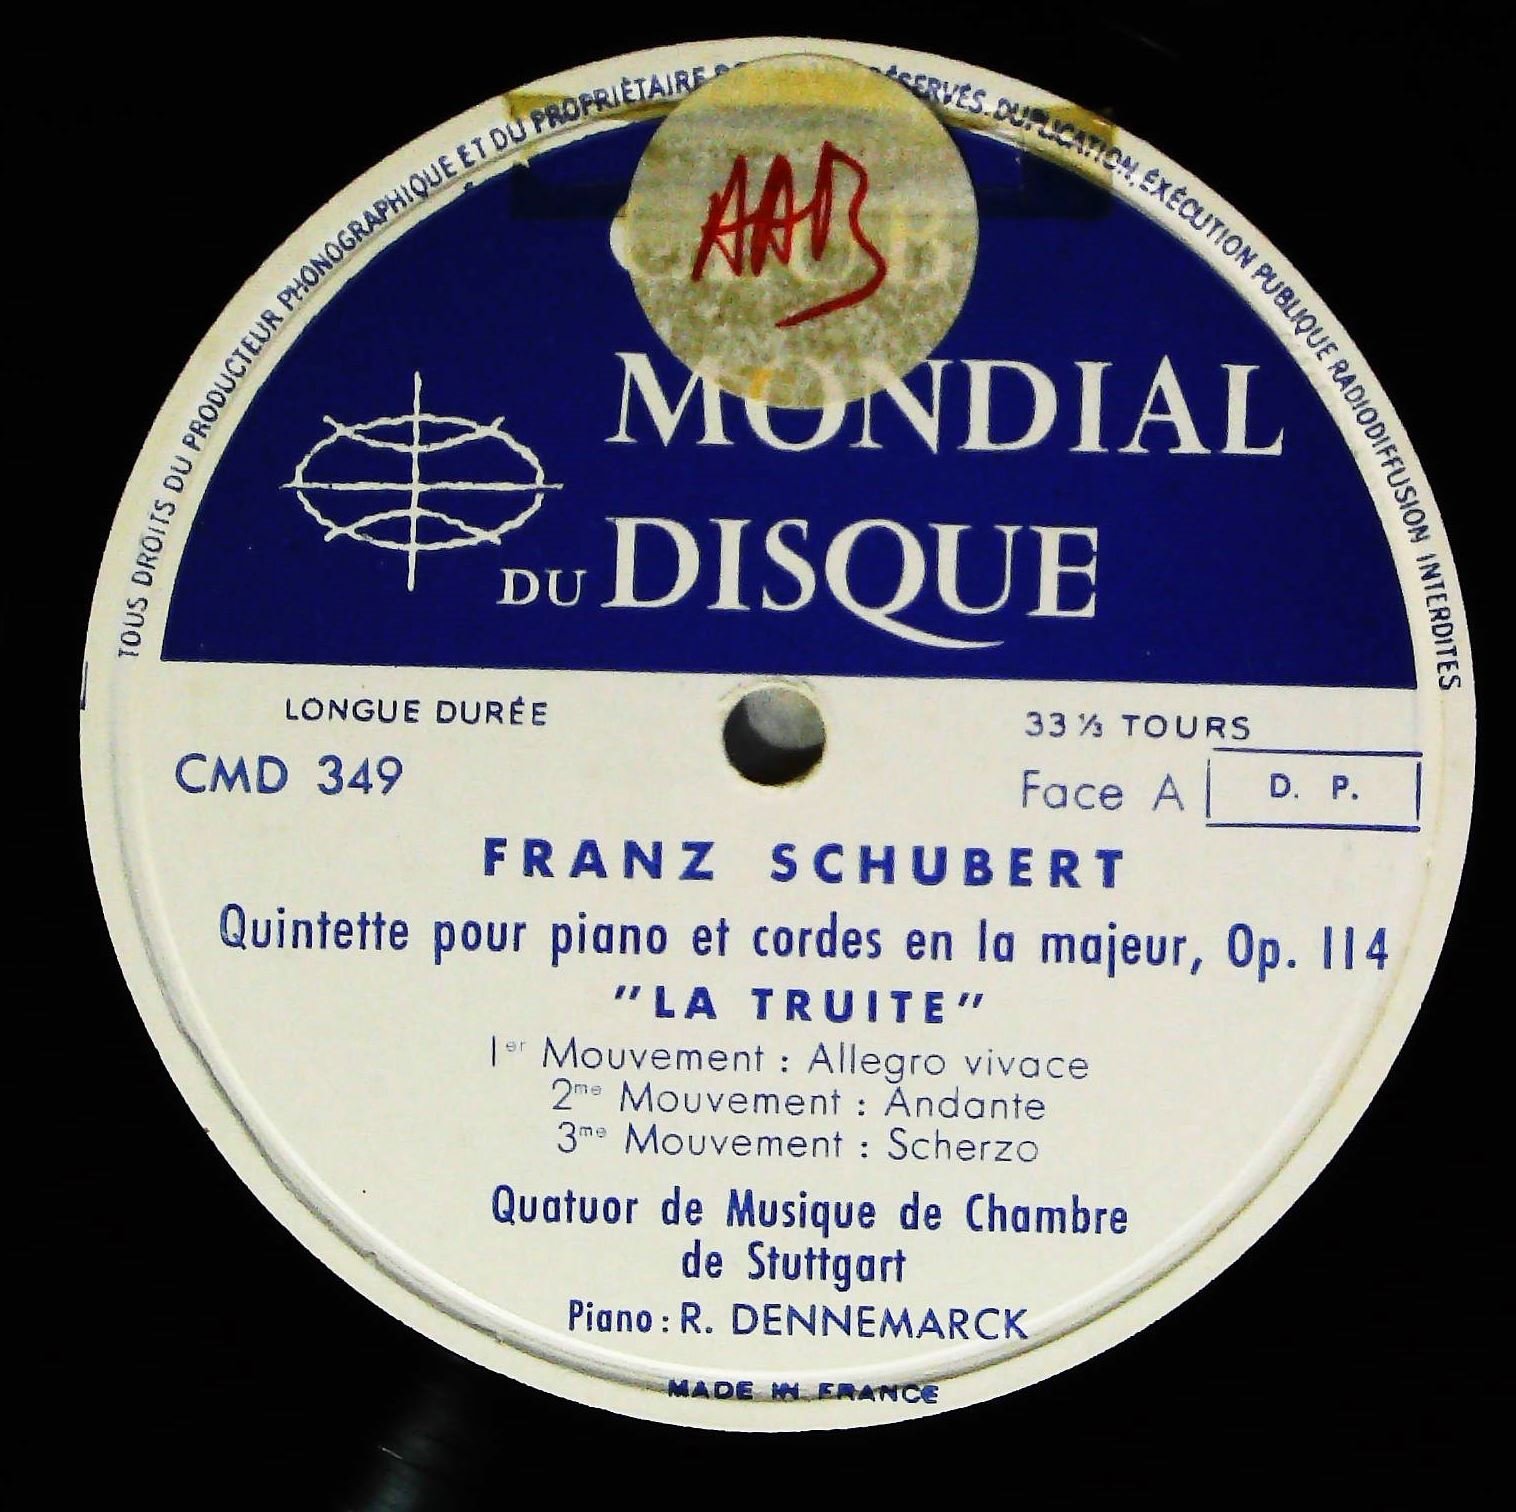 TOUS DROITS DU PRODUCTEUR PHONOGRAPHIQUE ET DU PROPRIÉTAIRE
RÉSERVÉS. DUPLICATION, EXÉCUTION PUBLIQUE RADIODIFFUSION INTERDITES
AAB
CLUB
MONDIAL
DU DISQUE
LONGUE DURÉE
33 ⅓ TOURS
CMD 349
Face A
D. P.
FRANZ SCHUBERT
Quintette pour piano et cordes en la majeur, Op. 114
"LA TRUITE"
1er Mouvement : Allegro vivace
2me Mouvement : Andante
3me Mouvement : Scherzo
Quatuor de Musique de Chambre
de Stuttgart
Piano : R. DENNEMARCK
MADE IN FRANCE